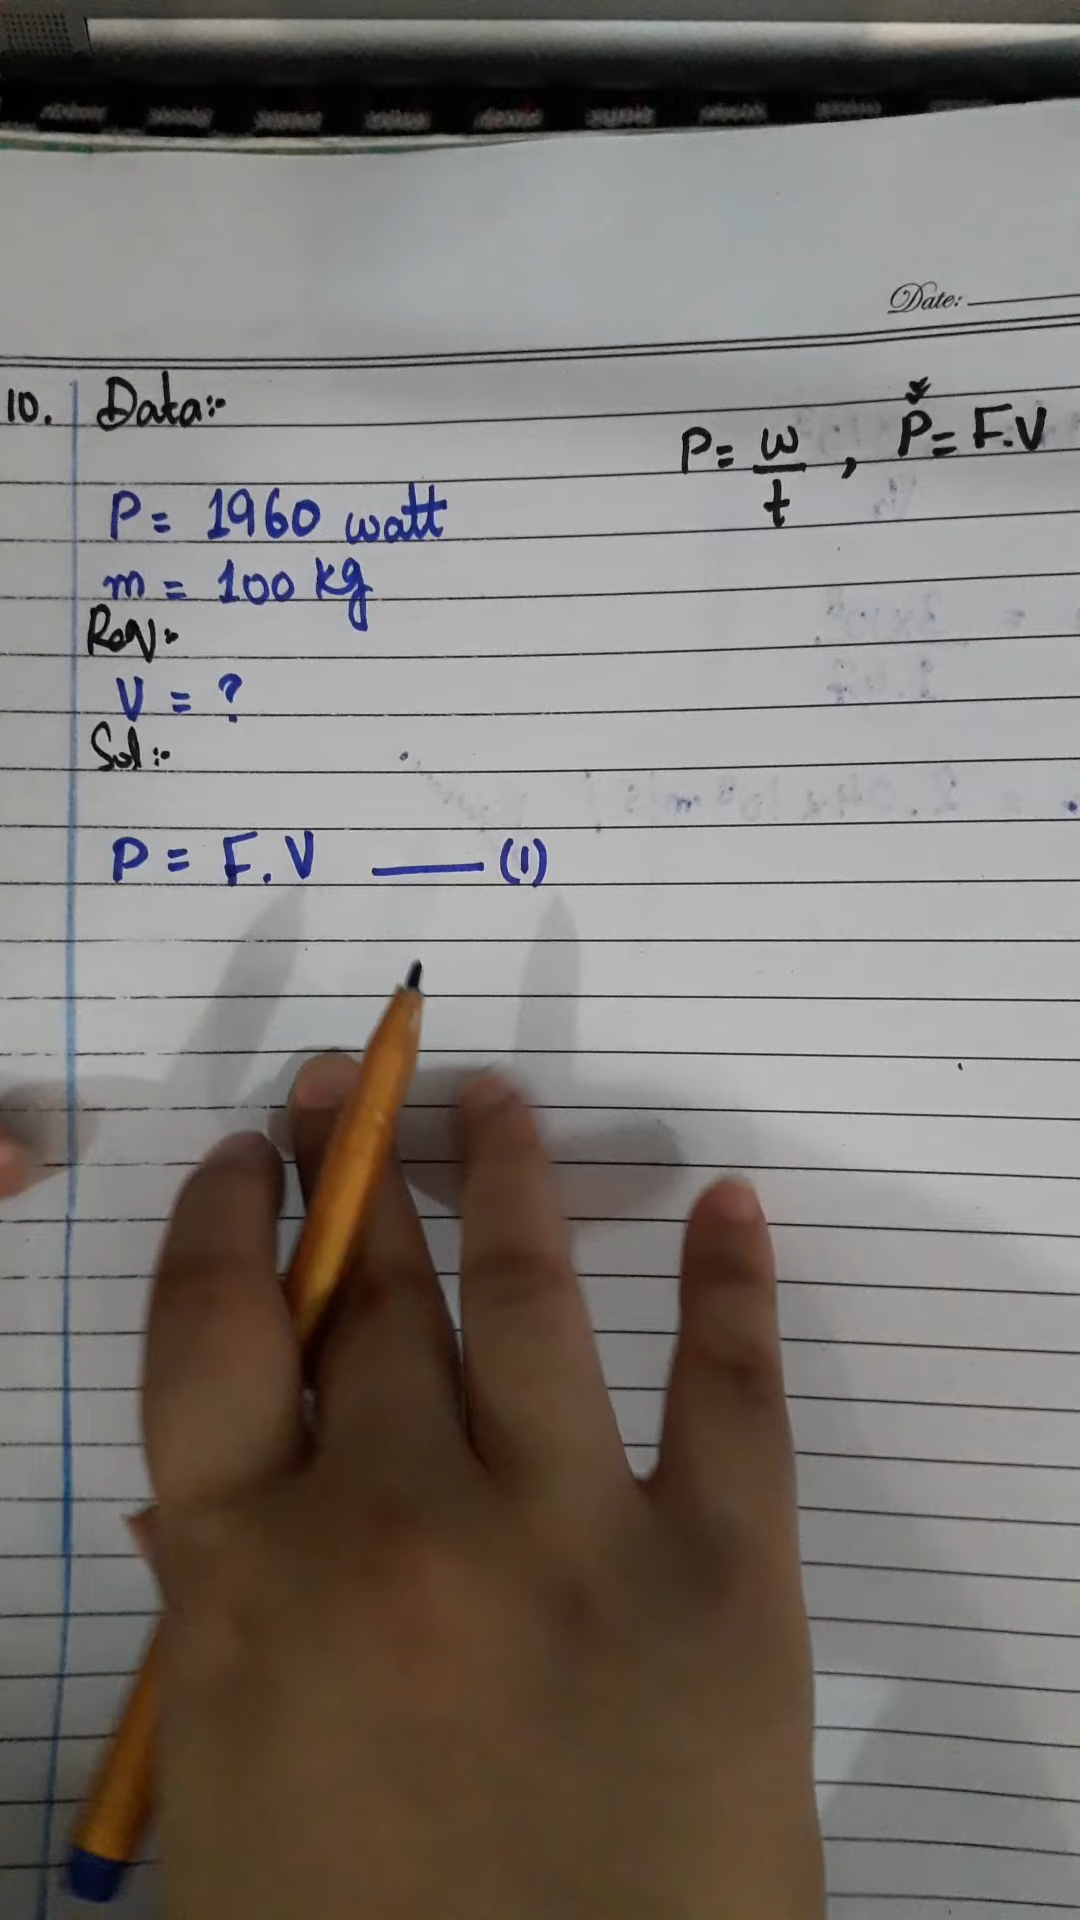 Date:
10. Data:-
P = w/t , P = F.V
P = 1960 watt
m = 100 kg
Req:-
V = ?
Sol:-
P = F.V —— (1)